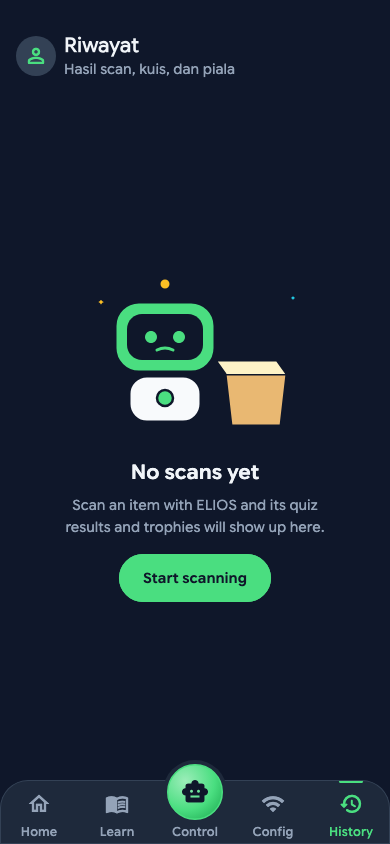 Riwayat
Hasil scan, kuis, dan piala
No scans yet
Scan an item with ELIOS and its quiz
results and trophies will show up here.
Start scanning
Home
Learn
Control
Config
History